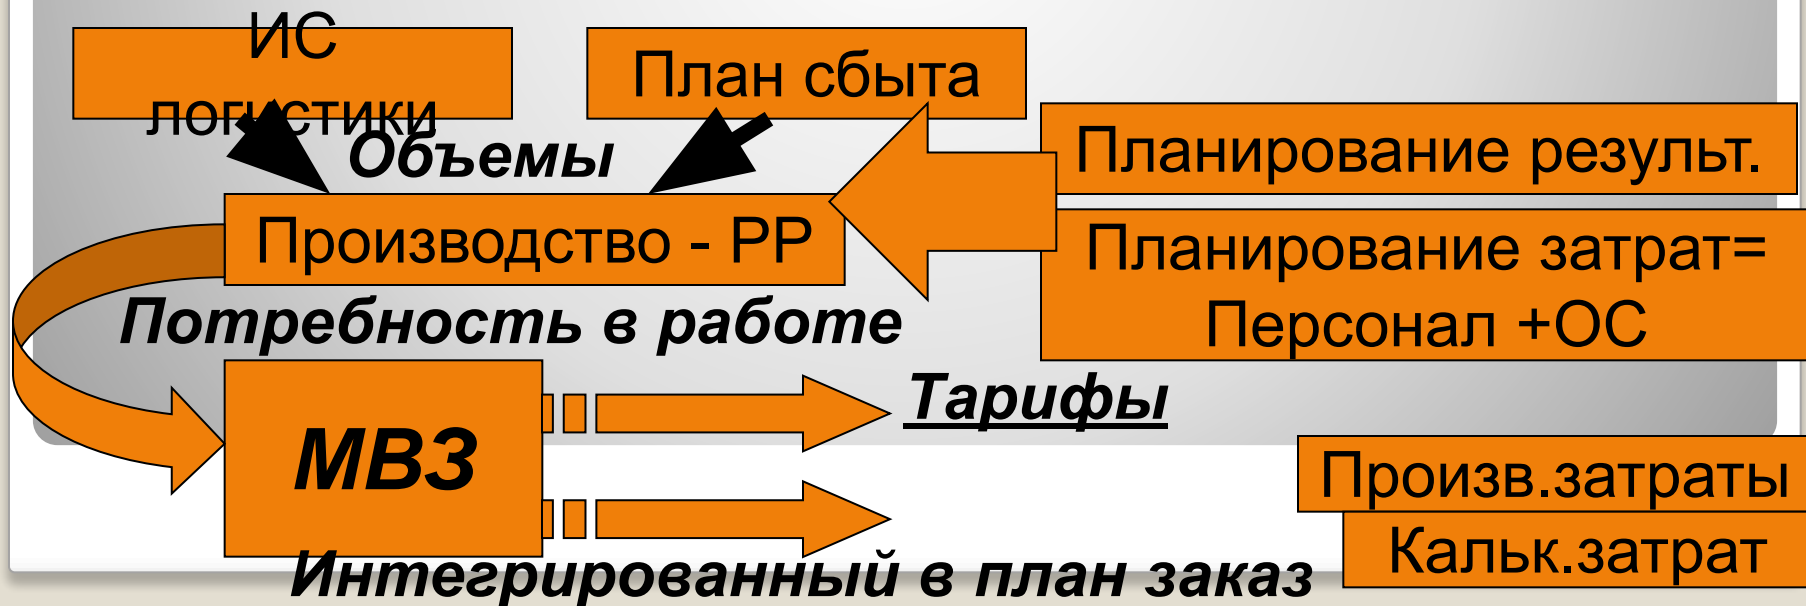 ИС
логистики
План сбыта
Объемы
Планирование результ.
Производство - РР
Планирование затрат=
Персонал +ОС
Потребность в работе
Тарифы
МВЗ
Произв.затраты
Кальк.затрат
Интегрированный в план заказ